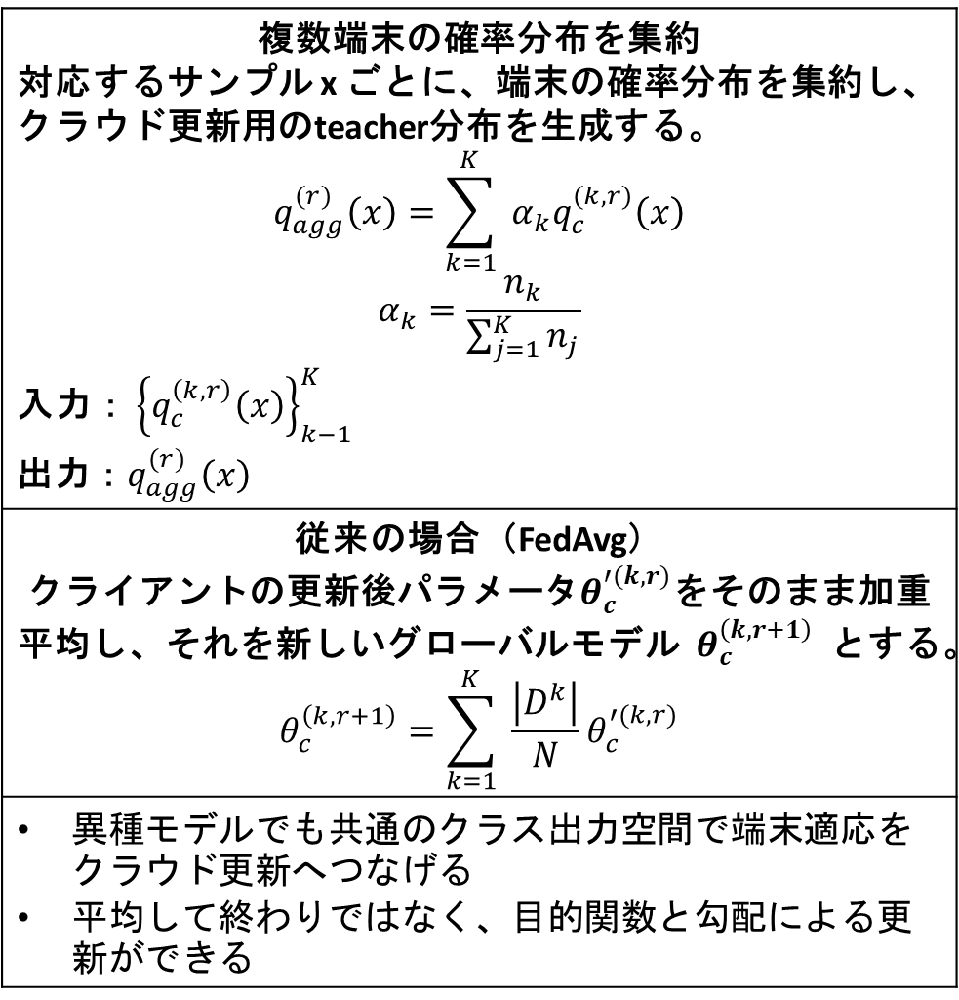 複数端末の確率分布を集約
対応するサンプル x ごとに、端末の確率分布を集約し、
クラウド更新用のteacher分布を生成する。
$q_{agg}^{(r)}(x) = \sum_{k=1}^{K} \alpha_k q_c^{(k,r)}(x)$
$\alpha_k = \frac{n_k}{\sum_{j=1}^{K} n_j}$
入力：$\left\{q_c^{(k,r)}(x)\right\}_{k-1}^{K}$
出力：$q_{agg}^{(r)}(x)$
従来の場合（FedAvg）
クライアントの更新後パラメータ$\theta_c^{\prime(k,r)}$をそのまま加重
平均し、それを新しいグローバルモデル $\theta_c^{(k,r+1)}$ とする。
$\theta_c^{(k,r+1)} = \sum_{k=1}^{K} \frac{|D^k|}{N} \theta_c^{\prime(k,r)}$
• 異種モデルでも共通のクラス出力空間で端末適応を
クラウド更新へつなげる
• 平均して終わりではなく、目的関数と勾配による更
新ができる